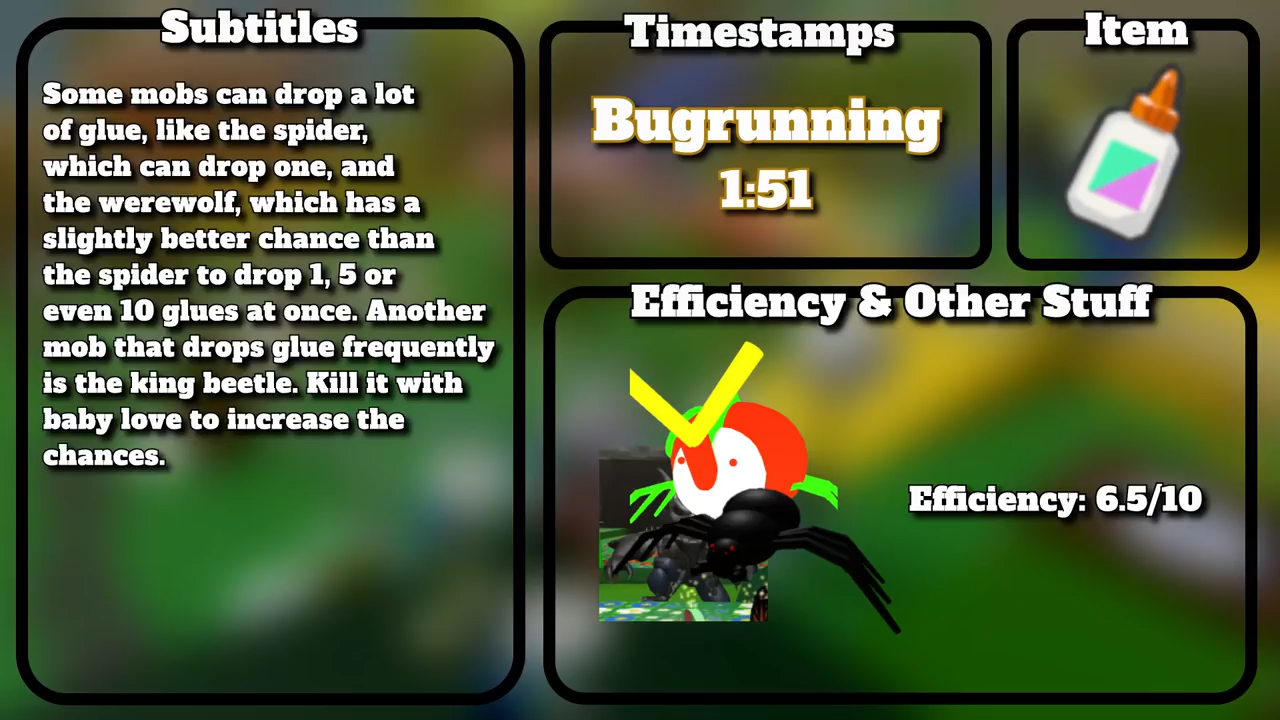 Subtitles
Some mobs can drop a lot
of glue, like the spider,
which can drop one, and
the werewolf, which has a
slightly better chance than
the spider to drop 1, 5 or
even 10 glues at once. Another
mob that drops glue frequently
is the king beetle. Kill it with
baby love to increase the
chances.
Timestamps
Bugrunning
1:51
Item
Efficiency & Other Stuff
Efficiency: 6.5/10